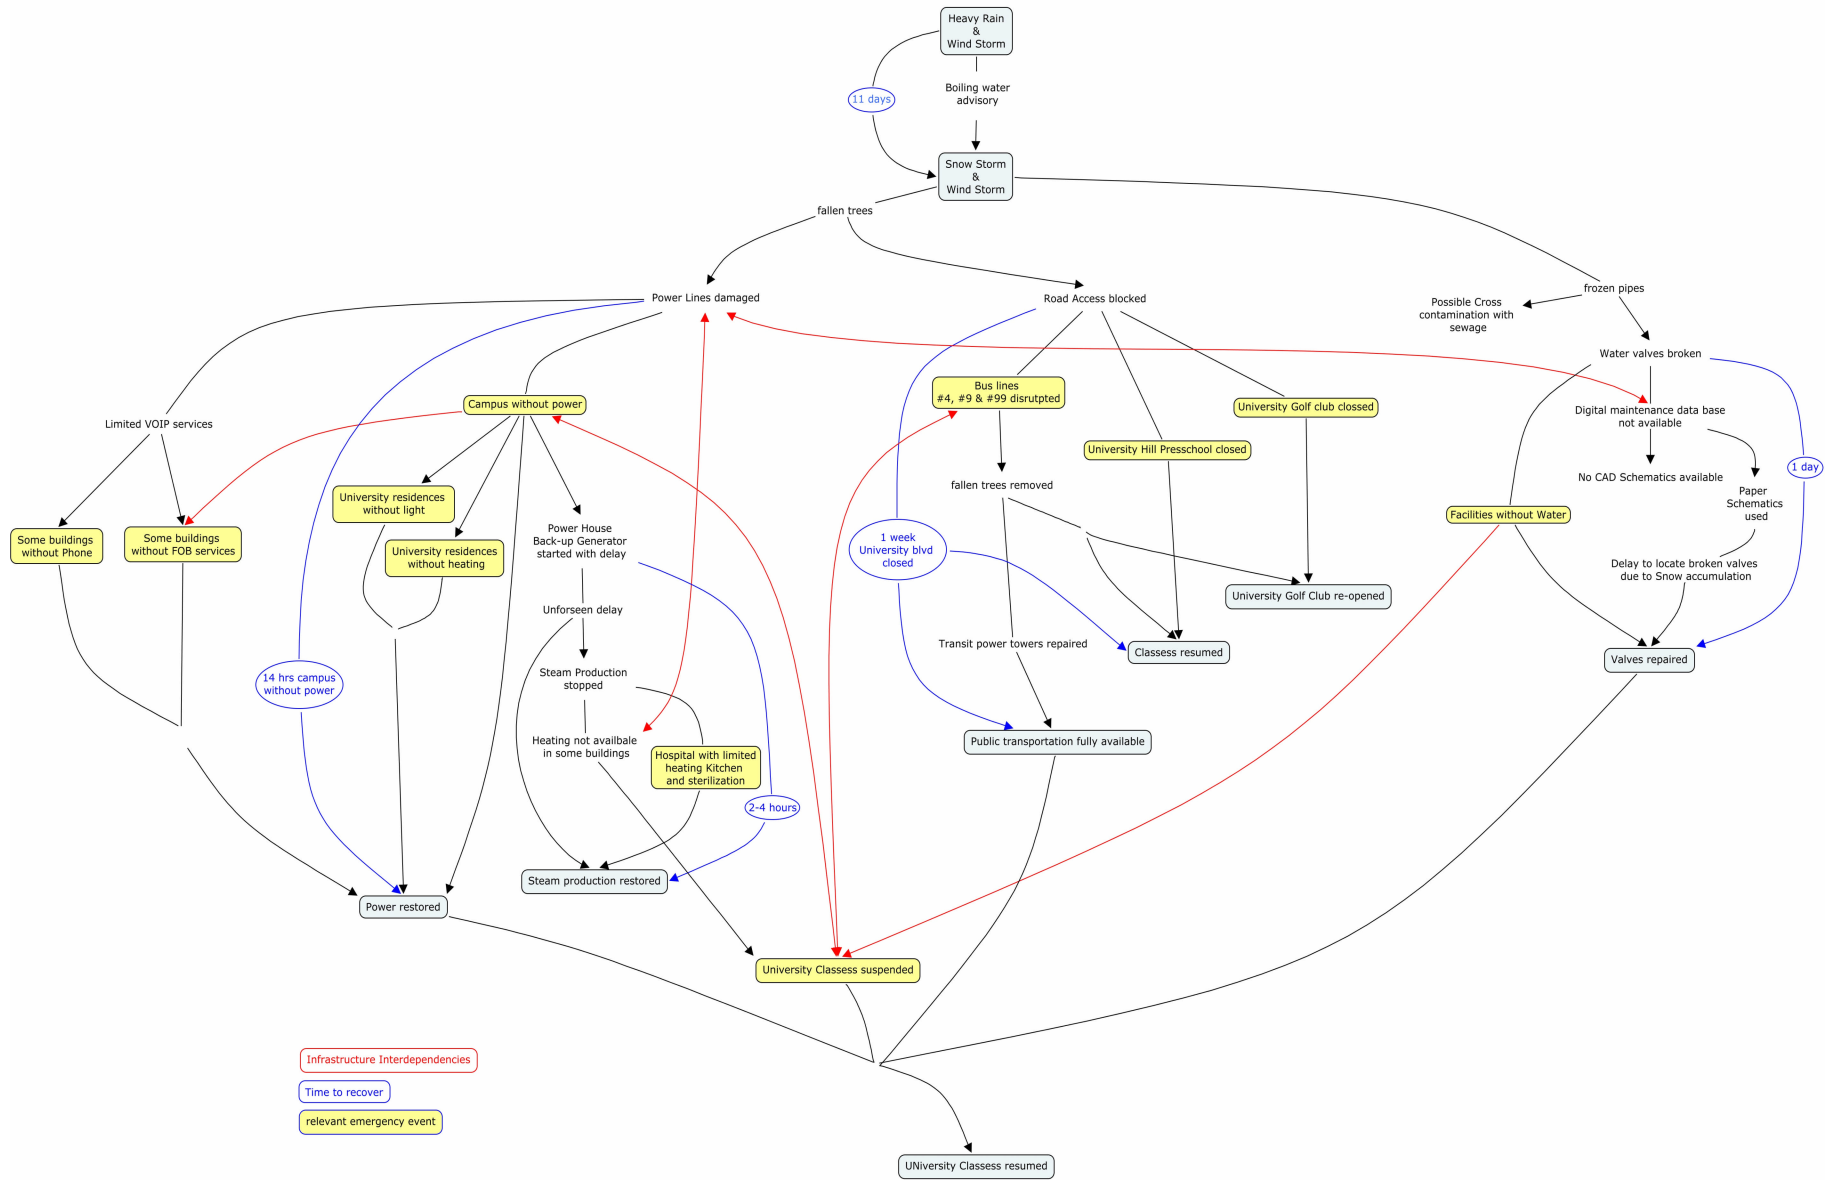 Heavy Rain
&
Wind Storm
11 days
Boiling water
advisory
Snow Storm
&
Wind Storm
fallen trees
Power Lines damaged
Road Access blocked
frozen pipes
Possible Cross
contamination with
sewage
Water valves broken
Limited VOIP services
Campus without power
Bus lines
#4, #9 & #99 disrutpted
University Golf club clossed
Digital maintenance data base
not available
University Hill Presschool closed
1 day
No CAD Schematics available
University residences
without light
fallen trees removed
Paper
Schematics
used
Facilities without Water
Some buildings
without Phone
Some buildings
without FOB services
University residences
without heating
Power House
Back-up Generator
started with delay
1 week
University blvd
closed
Delay to locate broken valves
due to Snow accumulation
University Golf Club re-opened
Unforseen delay
Transit power towers repaired
Classess resumed
Valves repaired
14 hrs campus
without power
Steam Production
stopped
Heating not availbale
in some buildings
Hospital with limited
heating Kitchen
and sterilization
Public transportation fully available
2-4 hours
Steam production restored
Power restored
University Classess suspended
Infrastructure Interdependencies
Time to recover
relevant emergency event
UNiversity Classess resumed